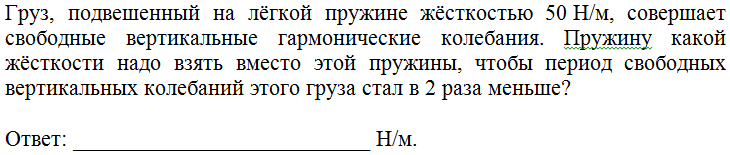 Груз, подвешенный на лёгкой пружине жёсткостью 50 Н/м, совершает
свободные вертикальные гармонические колебания. Пружину какой
жёсткости надо взять вместо этой пружины, чтобы период свободных
вертикальных колебаний этого груза стал в 2 раза меньше?
Ответ: ___________________________ Н/м.